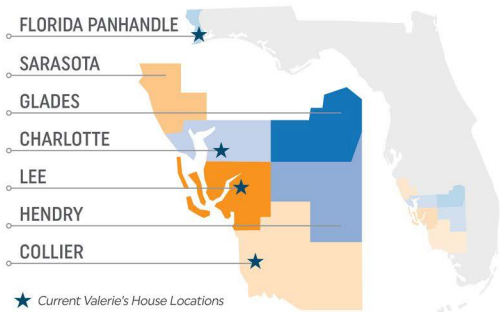 FLORIDA PANHANDLE
SARASOTA
GLADES
CHARLOTTE
LEE
HENDRY
COLLIER
Current Valerie's House Locations